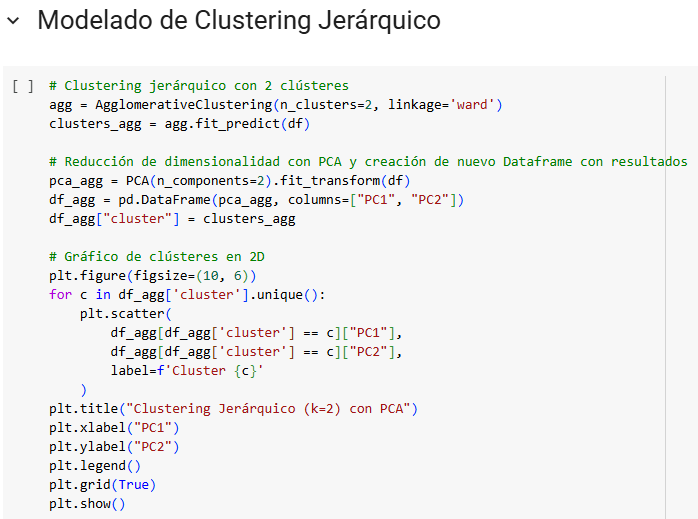 Modelado de Clustering Jerárquico
[ ] # Clustering jerárquico con 2 clústeres
agg = AgglomerativeClustering(n_clusters=2, linkage='ward')
clusters_agg = agg.fit_predict(df)

# Reducción de dimensionalidad con PCA y creación de nuevo Dataframe con resultados
pca_agg = PCA(n_components=2).fit_transform(df)
df_agg = pd.DataFrame(pca_agg, columns=["PC1", "PC2"])
df_agg["cluster"] = clusters_agg

# Gráfico de clústeres en 2D
plt.figure(figsize=(10, 6))
for c in df_agg['cluster'].unique():
    plt.scatter(
        df_agg[df_agg['cluster'] == c]["PC1"],
        df_agg[df_agg['cluster'] == c]["PC2"],
        label=f'Cluster {c}'
    )
plt.title("Clustering Jerárquico (k=2) con PCA")
plt.xlabel("PC1")
plt.ylabel("PC2")
plt.legend()
plt.grid(True)
plt.show()